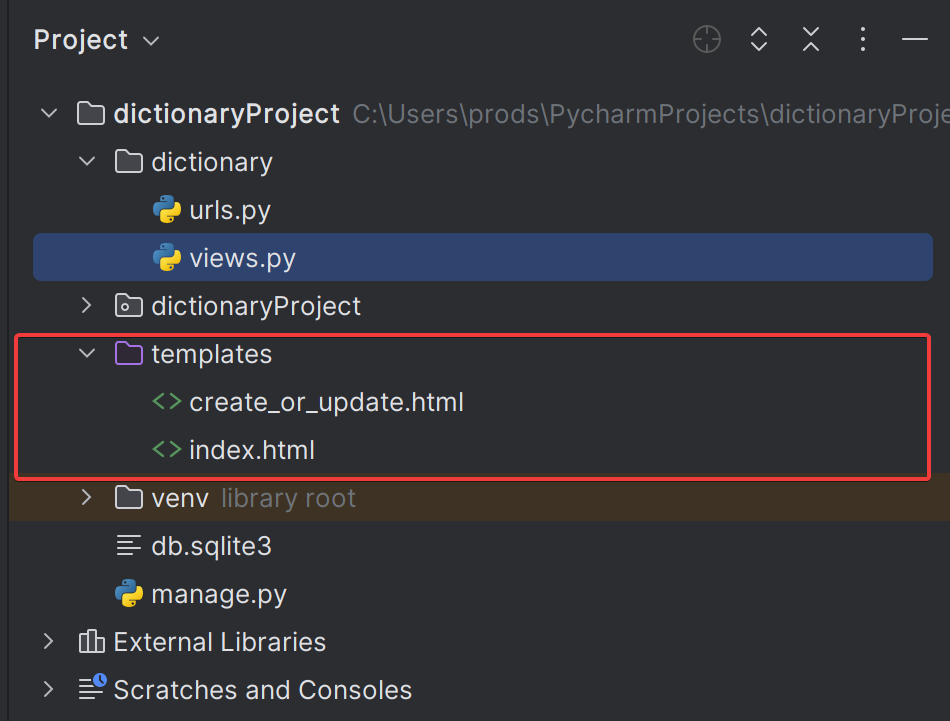 Project
dictionaryProject C:\Users\prods\PycharmProjects\dictionaryProje
dictionary
urls.py
views.py
dictionaryProject
templates
create_or_update.html
index.html
venv library root
db.sqlite3
manage.py
External Libraries
Scratches and Consoles